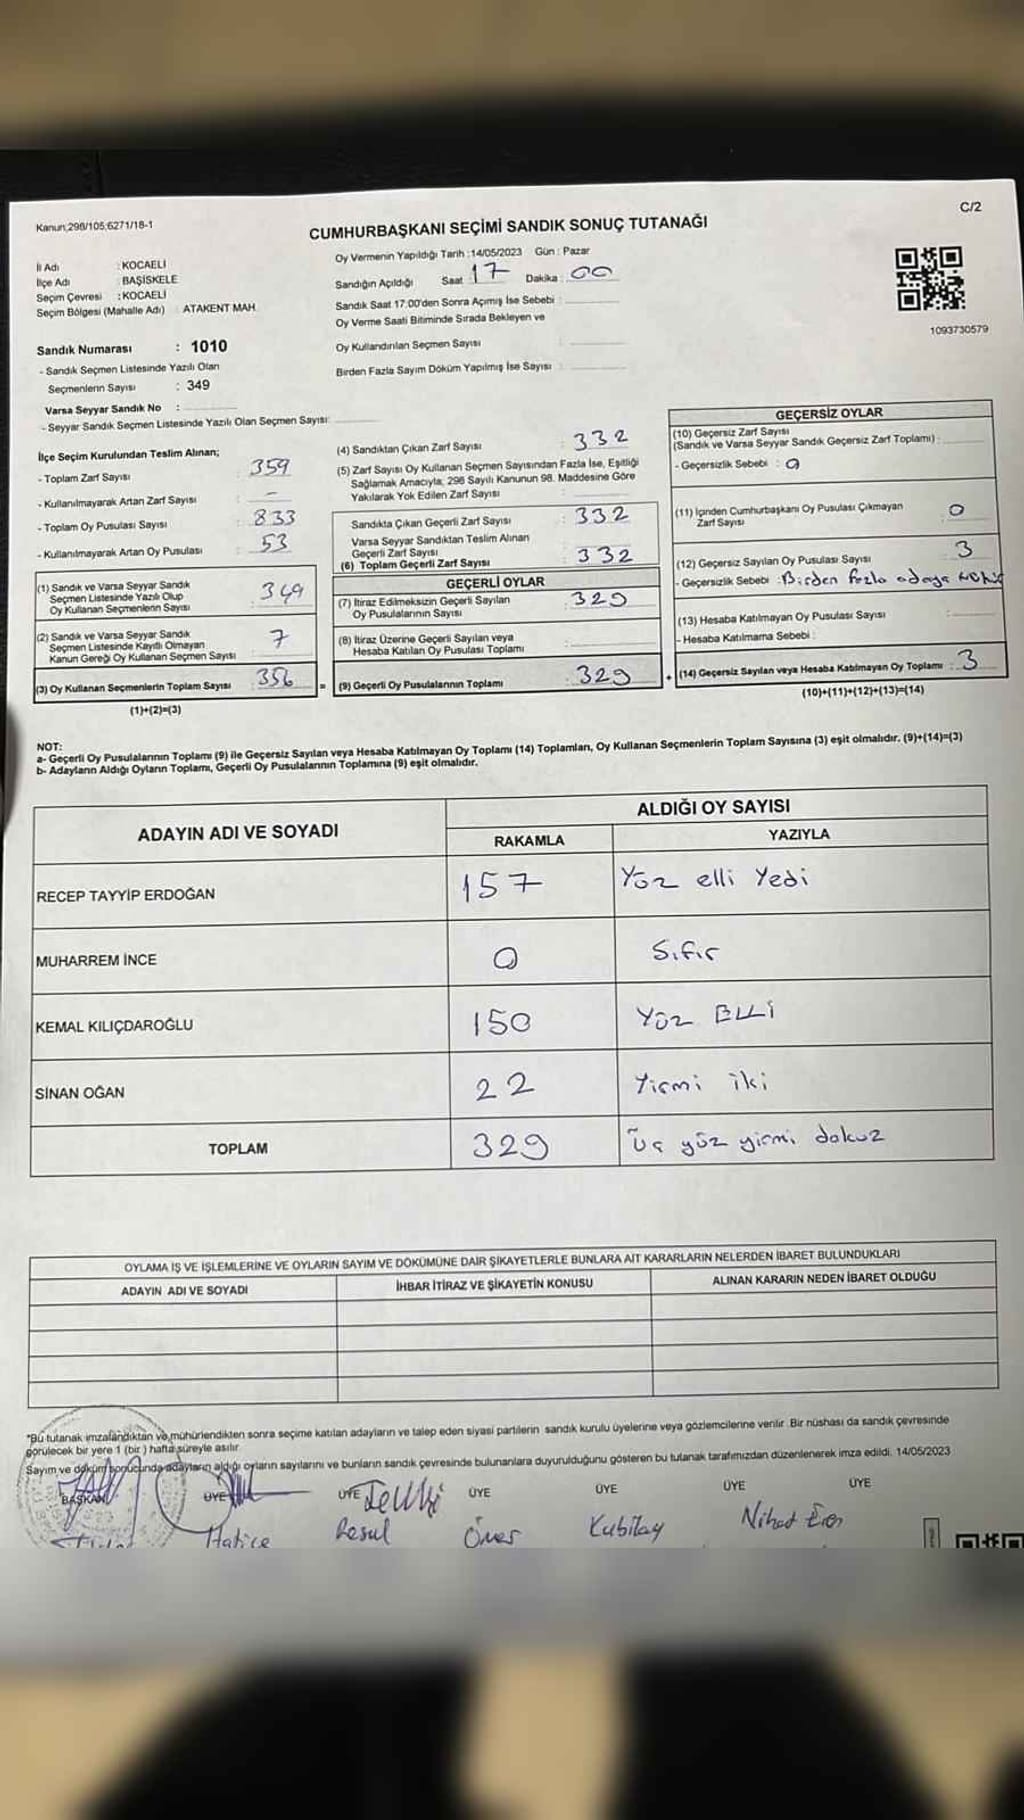 Kanun;298/105;6271/18-1
C/2
CUMHURBAŞKANI SEÇİMİ SANDIK SONUÇ TUTANAĞI
İl Adı : KOCAELİ
İlçe Adı : BAŞİSKELE
Seçim Çevresi : KOCAELİ
Seçim Bölgesi (Mahalle Adı) : ATAKENT MAH.
Sandık Numarası : 1010
- Sandık Seçmen Listesinde Yazılı Olan
Seçmenlerin Sayısı : 349
Varsa Seyyar Sandık No :
- Seyyar Sandık Seçmen Listesinde Yazılı Olan Seçmen Sayısı:
Oy Vermenin Yapıldığı Tarih :14/05/2023 Gün : Pazar
Sandığın Açıldığı Saat : 17 Dakika : 00
Sandık Saat 17:00'den Sonra Açımış İse Sebebi :
Oy Verme Saati Bitiminde Sırada Bekleyen ve
Oy Kullandırılan Seçmen Sayısı :
Birden Fazla Sayım Döküm Yapılmış İse Sayısı :
1093730579
İlçe Seçim Kurulundan Teslim Alınan;
- Toplam Zarf Sayısı : 359
- Kullanılmayarak Artan Zarf Sayısı : -
- Toplam Oy Pusulası Sayısı : 833
- Kullanılmayarak Artan Oy Pusulası : 53
(1) Sandık ve Varsa Seyyar Sandık
Seçmen Listesinde Yazılı Olup
Oy Kullanan Seçmenlerin Sayısı : 349
(2) Sandık ve Varsa Seyyar Sandık
Seçmen Listesinde Kayıtlı Olmayan
Kanun Gereği Oy Kullanan Seçmen Sayısı : 7
(3) Oy Kullanan Seçmenlerin Toplam Sayısı : 356
(1)+(2)=(3)
(4) Sandıktan Çıkan Zarf Sayısı : 332
(5) Zarf Sayısı Oy Kullanan Seçmen Sayısından Fazla İse, Eşitliği
Sağlamak Amacıyla; 298 Sayılı Kanunun 98. Maddesine Göre
Yakılarak Yok Edilen Zarf Sayısı :
Sandıkta Çıkan Geçerli Zarf Sayısı : 332
Varsa Seyyar Sandıktan Teslim Alınan
Geçerli Zarf Sayısı :
(6) Toplam Geçerli Zarf Sayısı : 332
GEÇERLİ OYLAR
(7) İtiraz Edilmeksizin Geçerli Sayılan
Oy Pusulalarının Sayısı : 329
(8) İtiraz Üzerine Geçerli Sayılan veya
Hesaba Katılan Oy Pusulası Toplamı :
= (9) Geçerli Oy Pusulalarının Toplamı : 329
GEÇERSİZ OYLAR
(10) Geçersiz Zarf Sayısı
(Sandık ve Varsa Seyyar Sandık Geçersiz Zarf Toplamı) :
- Geçersizlik Sebebi : 0
(11) İçinden Cumhurbaşkanı Oy Pusulası Çıkmayan
Zarf Sayısı : 0
(12) Geçersiz Sayılan Oy Pusulası Sayısı : 3
- Geçersizlik Sebebi : Birden fazla adaya
(13) Hesaba Katılmayan Oy Pusulası Sayısı :
- Hesaba Katılmama Sebebi :
+ (14) Geçersiz Sayılan veya Hesaba Katılmayan Oy Toplamı : 3
(10)+(11)+(12)+(13)=(14)
NOT:
a- Geçerli Oy Pusulalarının Toplamı (9) ile Geçersiz Sayılan veya Hesaba Katılmayan Oy Toplamı (14) Toplamları, Oy Kullanan Seçmenlerin Toplam Sayısına (3) eşit olmalıdır. (9)+(14)=(3)
b- Adayların Aldığı Oyların Toplamı, Geçerli Oy Pusulalarının Toplamına (9) eşit olmalıdır.
ADAYIN ADI VE SOYADI
ALDIĞI OY SAYISI
RAKAMLA YAZIYLA
RECEP TAYYİP ERDOĞAN 157 Yüz elli Yedi
MUHARREM İNCE 0 Sıfır
KEMAL KILIÇDAROĞLU 150 Yüz ELLİ
SİNAN OĞAN 22 Yirmi iki
TOPLAM 329 Üç yüz yirmi dokuz
OYLAMA İŞ VE İŞLEMLERİNE VE OYLARIN SAYIM VE DÖKÜMÜNE DAİR ŞİKAYETLERLE BUNLARA AİT KARARLARIN NELERDEN İBARET BULUNDUKLARI
ADAYIN ADI VE SOYADI İHBAR İTİRAZ VE ŞİKAYETİN KONUSU ALINAN KARARIN NEDEN İBARET OLDUĞU
*Bu tutanak imzalandıktan ve mühürlendikten sonra seçime katılan adayların ve talep eden siyasi partilerin sandık kurulu üyelerine veya gözlemcilerine verilir. Bir nüshası da sandık çevresinde
görülecek bir yere 1 (bir ) hafta süreyle asılır.
Sayım ve döküm sonucunda adayların aldığı oyların sayılarını ve bunların sandık çevresinde bulunanlara duyurulduğunu gösteren bu tutanak tarafımızdan düzenlenerek imza edildi. 14/05/2023
BAŞKAN ÜYE ÜYE ÜYE ÜYE ÜYE ÜYE
Hatice Resul Ömer Kubilay Nihat Eren